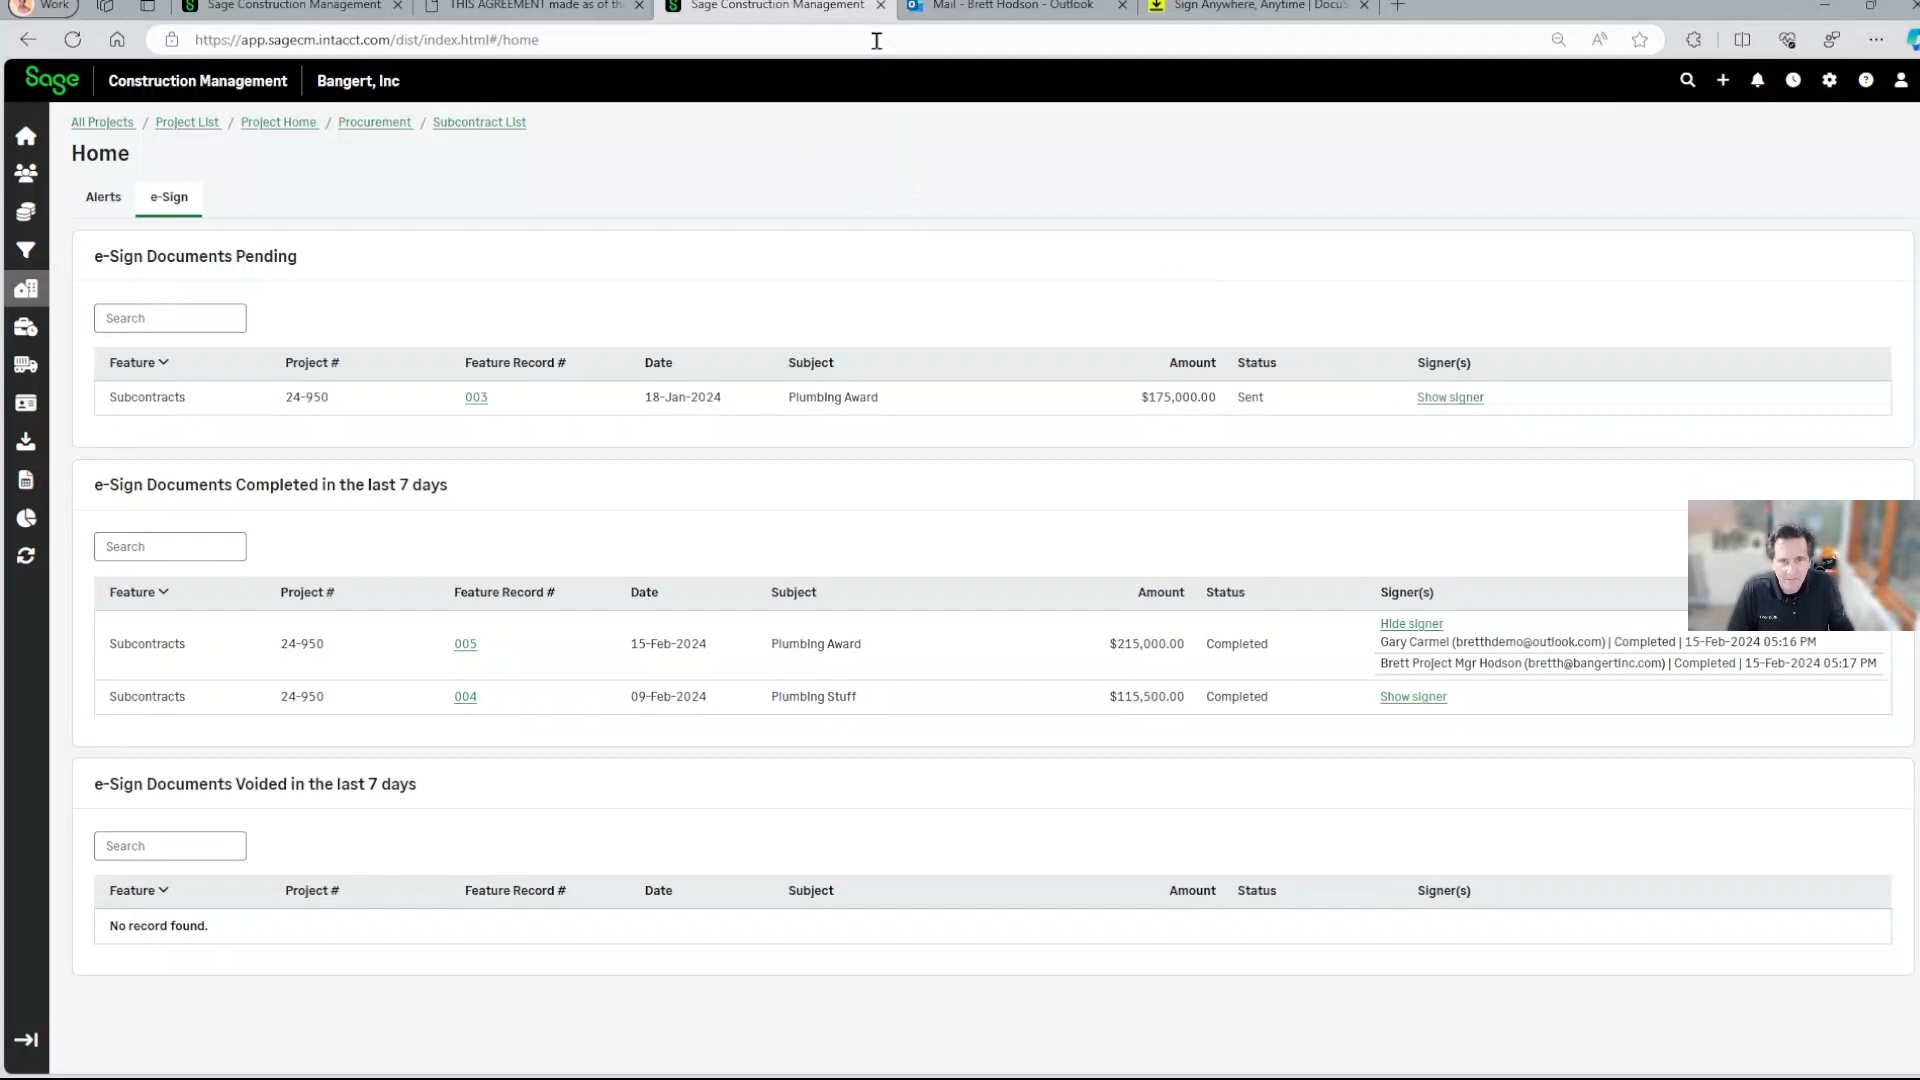 Work
Sage Construction Management
THIS AGREEMENT made as of th
Sage Construction Management
Mail - Brett Hodson - Outlook
Sign Anywhere, Anytime | DocuS
https://app.sagecm.intacct.com/dist/index.html#/home
Sage
Construction Management
Bangert, Inc
All Projects / Project List / Project Home / Procurement / Subcontract List
Home
Alerts
e-Sign
e-Sign Documents Pending
Search
Feature Project # Feature Record # Date Subject Amount Status Signer(s)
Subcontracts 24-950 003 18-Jan-2024 Plumbing Award $175,000.00 Sent Show signer
e-Sign Documents Completed in the last 7 days
Search
Feature Project # Feature Record # Date Subject Amount Status Signer(s)
Hide signer
Subcontracts 24-950 005 15-Feb-2024 Plumbing Award $215,000.00 Completed Gary Carmel (bretthdemo@outlook.com) | Completed | 15-Feb-2024 05:16 PM
Brett Project Mgr Hodson (bretth@bangertinc.com) | Completed | 15-Feb-2024 05:17 PM
Subcontracts 24-950 004 09-Feb-2024 Plumbing Stuff $115,500.00 Completed Show signer
e-Sign Documents Voided in the last 7 days
Search
Feature Project # Feature Record # Date Subject Amount Status Signer(s)
No record found.